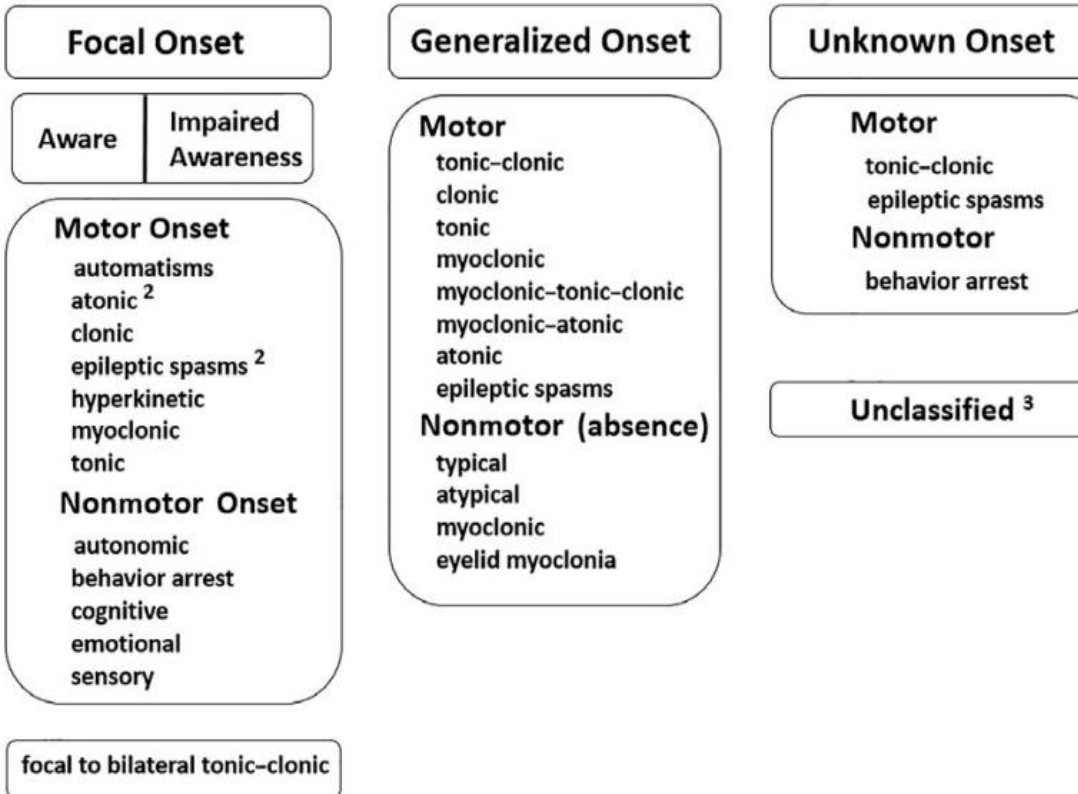 Focal Onset
Aware
Impaired
Awareness
Motor Onset
automatisms
atonic 2
clonic
epileptic spasms 2
hyperkinetic
myoclonic
tonic
Nonmotor Onset
autonomic
behavior arrest
cognitive
emotional
sensory
focal to bilateral tonic–clonic
Generalized Onset
Motor
tonic–clonic
clonic
tonic
myoclonic
myoclonic–tonic–clonic
myoclonic–atonic
atonic
epileptic spasms
Nonmotor (absence)
typical
atypical
myoclonic
eyelid myoclonia
Unknown Onset
Motor
tonic–clonic
epileptic spasms
Nonmotor
behavior arrest
Unclassified 3